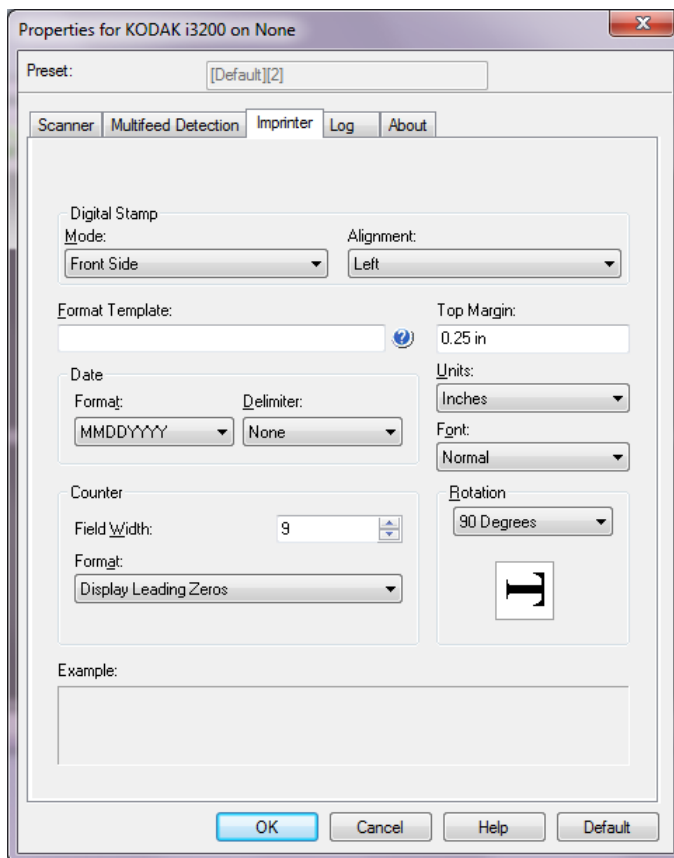 Properties for KODAK i3200 on None
Preset: [Default][2]
Scanner Multifeed Detection Imprinter Log About
Digital Stamp
Mode: Alignment:
Front Side Left
Format Template: Top Margin:
0.25 in
Date Units:
Format: Delimiter: Inches
MMDDYYYY None Font:
Normal
Counter Rotation
Field Width: 9 90 Degrees
Format:
Display Leading Zeros
T
Example:
OK Cancel Help Default